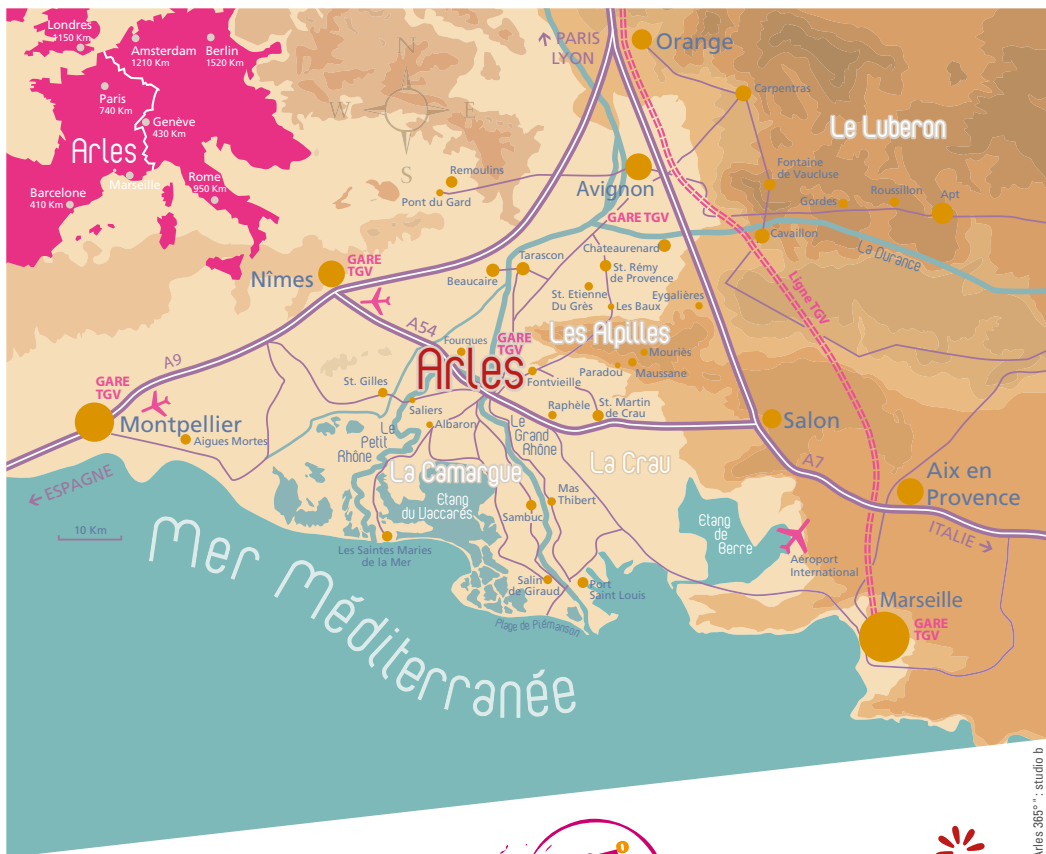 Londres
1150 Km
Amsterdam
1210 Km
Berlin
1520 Km
Paris
740 Km
Genève
430 Km
Arles
Marseille
Rome
950 Km
Barcelone
410 Km
N
W
E
S
↑ PARIS
LYON
Orange
Carpentras
Le Luberon
Remoulins
Pont du Gard
Avignon
GARE TGV
Fontaine
de Vaucluse
Gordes
Roussillon
Apt
Cavaillon
La Durance
Ligne TGV
Nîmes
GARE
TGV
Beaucaire
Tarascon
Chateaurenard
St. Rémy
de Provence
St. Etienne
Du Grès
Les Baux
Eygalières
Les Alpilles
Mouriès
Maussane
Paradou
A54
Fourques
GARE
TGV
Arles
Fontvieille
A9
GARE
TGV
Montpellier
Aigues Mortes
St. Gilles
Saliers
Albaron
Le
Petit
Rhône
Le
Grand
Rhône
Raphèle
St. Martin
de Crau
Salon
La Camargue
La Crau
A7
Aix en
Provence
← ESPAGNE
Etang
du Vaccarès
Mas
Thibert
Sambuc
Etang
de
Berre
ITALIE →
10 Km
Les Saintes Maries
de la Mer
Aéroport
International
Salin
de Giraud
Port
Saint Louis
Plage de Piémanson
Marseille
GARE
TGV
Mer Méditerranée
Arles 365°" : studio b